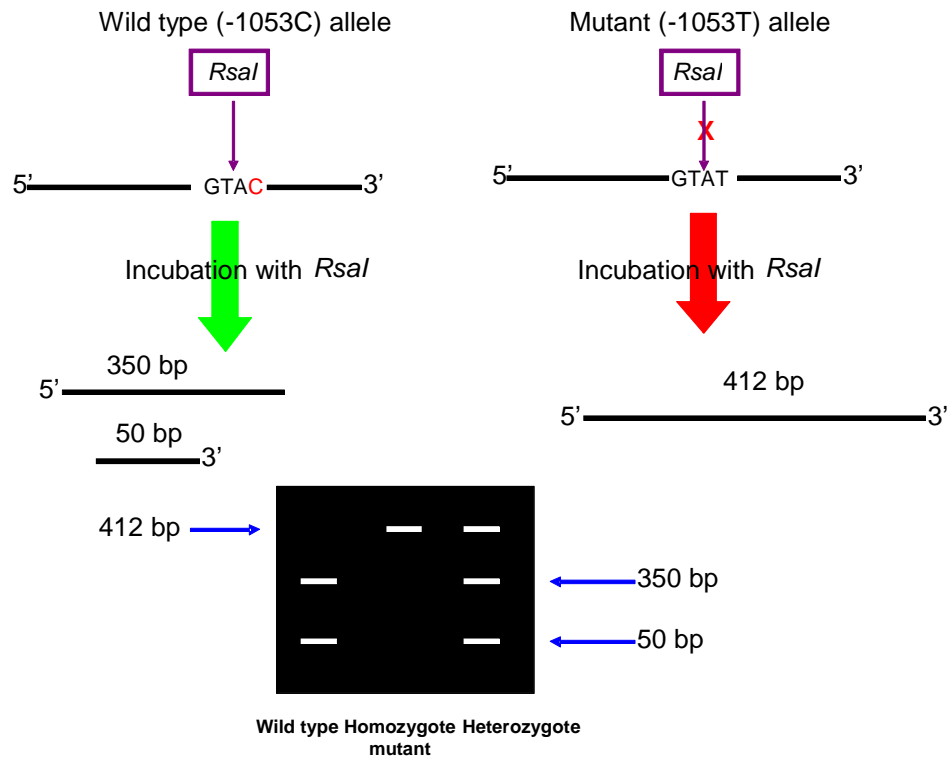 Wild type (-1053C) allele
Mutant (-1053T) allele
RsaI
RsaI
X
5’ GTAC 3’
5’ GTAT 3’
Incubation with RsaI
Incubation with RsaI
350 bp
5’
50 bp
3’
412 bp
5’ 3’
412 bp
350 bp
50 bp
Wild type Homozygote Heterozygote
mutant